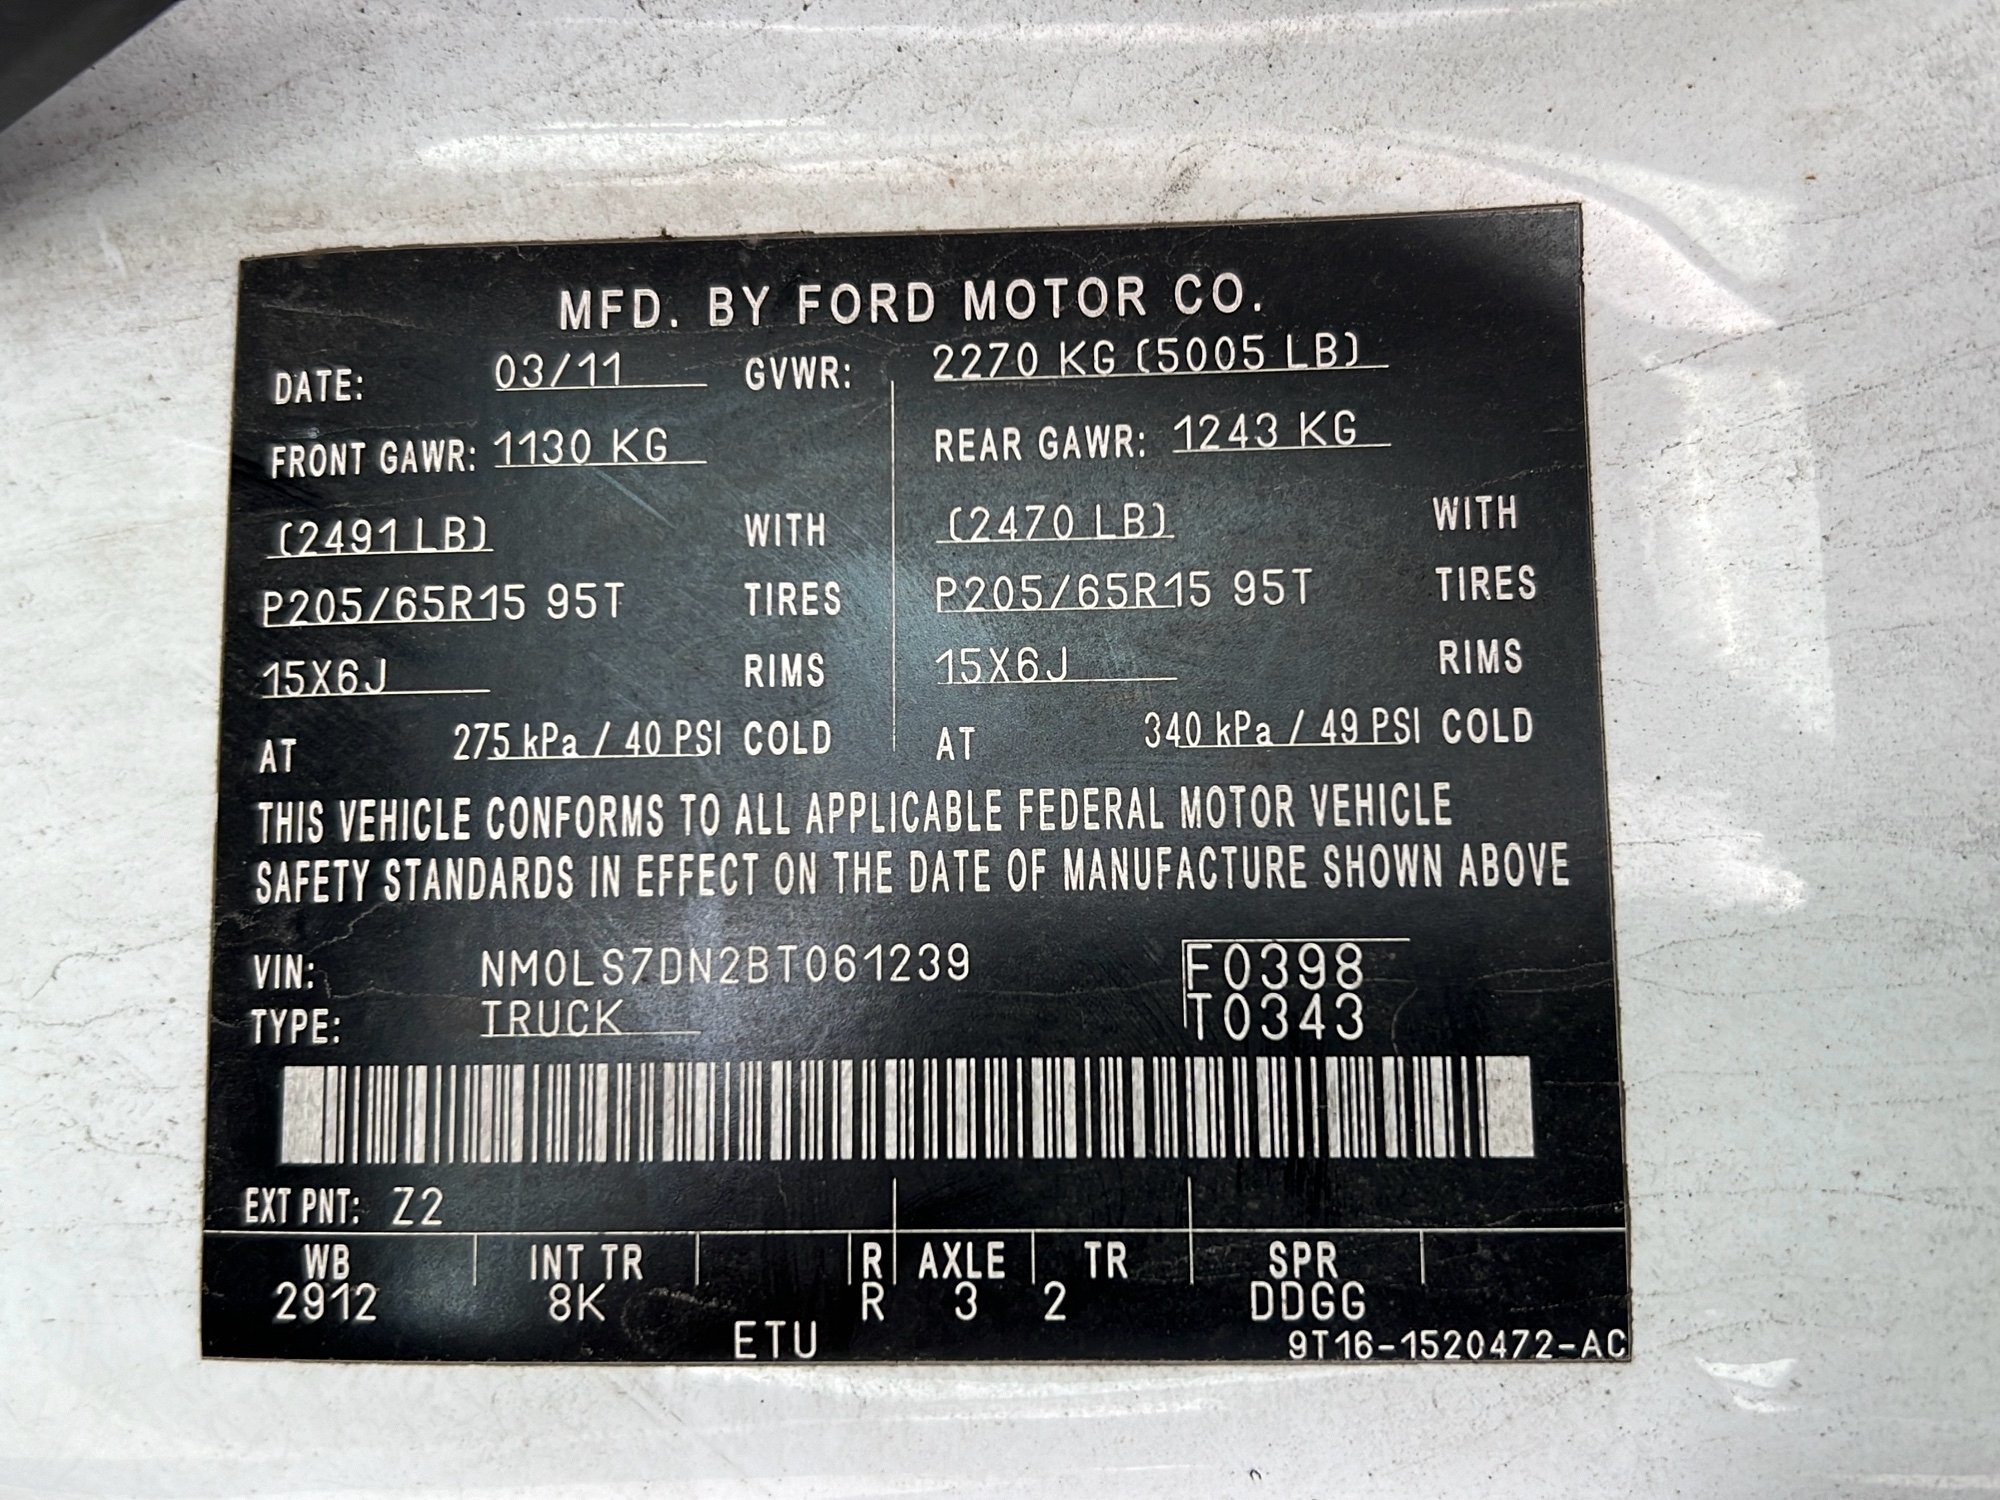 MFD. BY FORD MOTOR CO.
DATE: 03/11 GVWR: 2270 KG (5005 LB)
FRONT GAWR: 1130 KG REAR GAWR: 1243 KG
(2491 LB) WITH (2470 LB) WITH
P205/65R15 95T TIRES P205/65R15 95T TIRES
15X6J RIMS 15X6J RIMS
AT 275 kPa / 40 PSI COLD AT 340 kPa / 49 PSI COLD
THIS VEHICLE CONFORMS TO ALL APPLICABLE FEDERAL MOTOR VEHICLE
SAFETY STANDARDS IN EFFECT ON THE DATE OF MANUFACTURE SHOWN ABOVE
VIN: NM0LS7DN2BT061239 F0398
TYPE: TRUCK T0343
EXT PNT: Z2
WB INT TR R AXLE TR SPR
2912 8K R 3 2 DDGG
ETU 9T16-1520472-AC